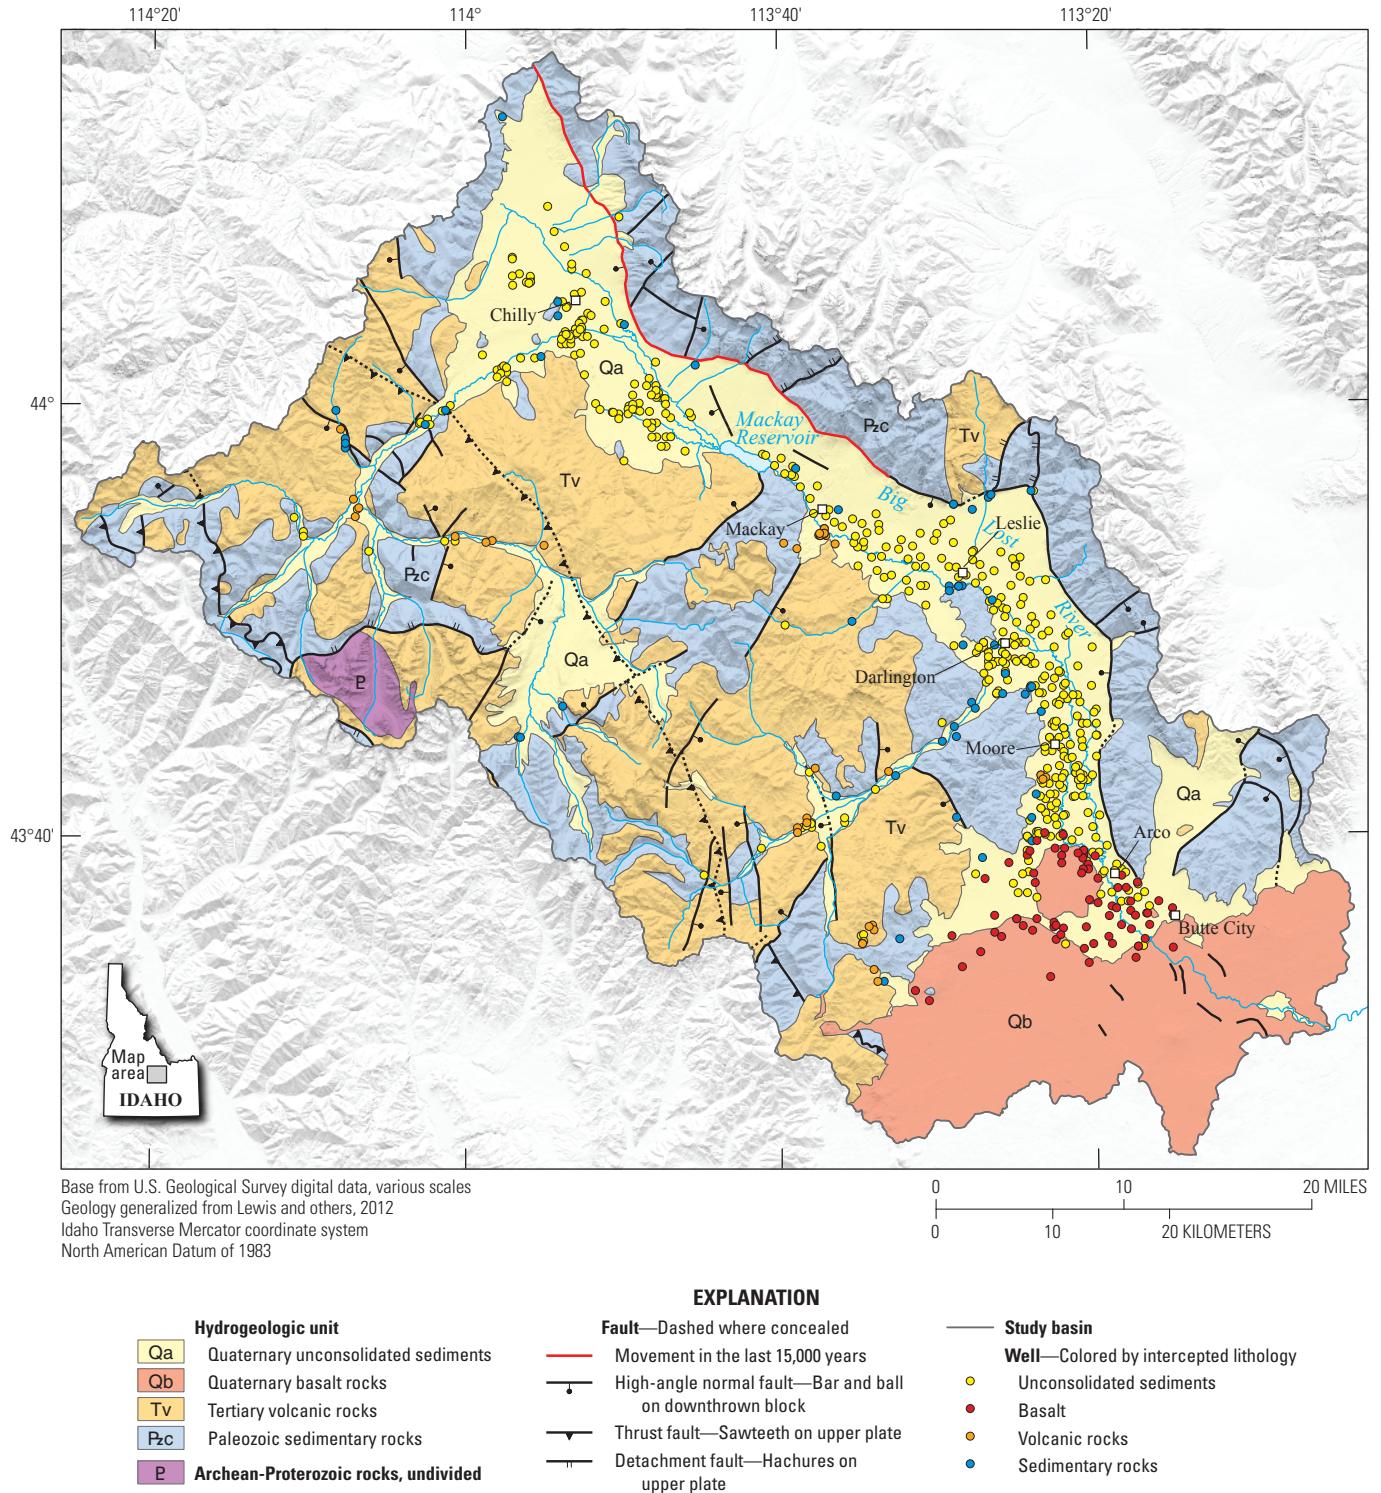 114°20'
114°
113°40'
113°20'
Chilly
Qa
44°
Mackay
Reservoir
Pzc
Tv
Tv
Big
Mackay
Leslie
Lost
Pzc
River
Qa
Darlington
P
Moore
Qa
43°40'
Tv
Arco
Butte City
Qb
Map
area
IDAHO
Base from U.S. Geological Survey digital data, various scales
Geology generalized from Lewis and others, 2012
Idaho Transverse Mercator coordinate system
North American Datum of 1983
0 10 20 MILES
0 10 20 KILOMETERS
EXPLANATION
Hydrogeologic unit
Qa Quaternary unconsolidated sediments
Qb Quaternary basalt rocks
Tv Tertiary volcanic rocks
Pzc Paleozoic sedimentary rocks
P Archean-Proterozoic rocks, undivided
Fault—Dashed where concealed
Movement in the last 15,000 years
High-angle normal fault—Bar and ball
on downthrown block
Thrust fault—Sawteeth on upper plate
Detachment fault—Hachures on
upper plate
Study basin
Well—Colored by intercepted lithology
Unconsolidated sediments
Basalt
Volcanic rocks
Sedimentary rocks